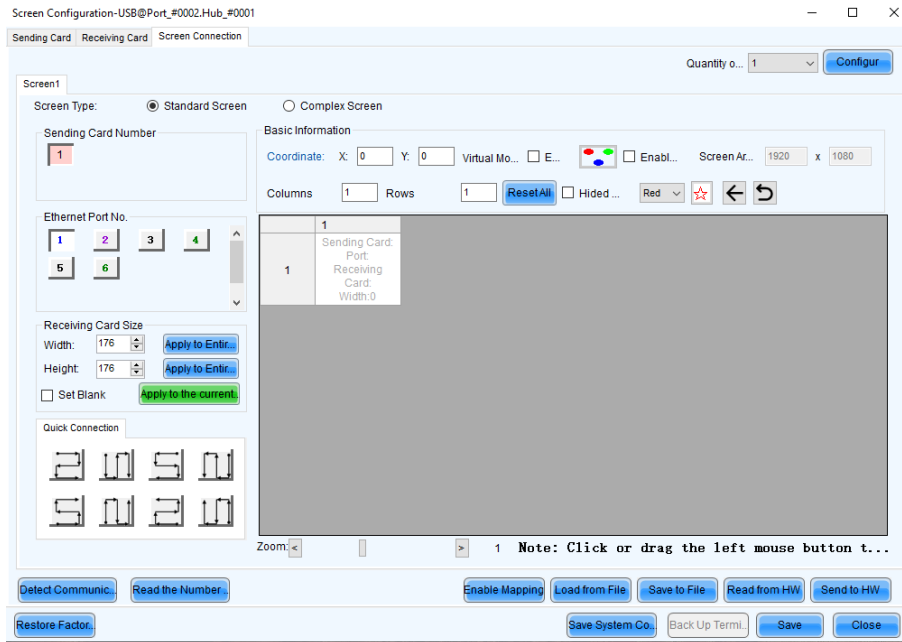 Screen Configuration-USB@Port_#0002.Hub_#0001
Sending Card Receiving Card Screen Connection
Quantity o... 1 Configur
Screen1
Screen Type: Standard Screen Complex Screen
Sending Card Number
1
Basic Information
Coordinate: X: 0 Y: 0 Virtual Mo... E... Enabl... Screen Ar... 1920 x 1080
Columns 1 Rows 1 ResetAll Hided ... Red
Ethernet Port No.
1 2 3 4
5 6
1
1
Sending Card:
Port:
Receiving
Card:
Width:0
Receiving Card Size
Width: 176 Apply to Entir...
Height: 176 Apply to Entir...
Set Blank Apply to the current..
Quick Connection
Zoom: < > 1 Note: Click or drag the left mouse button t...
Detect Communic... Read the Number .. Enable Mapping Load from File Save to File Read from HW Send to HW
Restore Factor.. Save System Co.. Back Up Termi.. Save Close